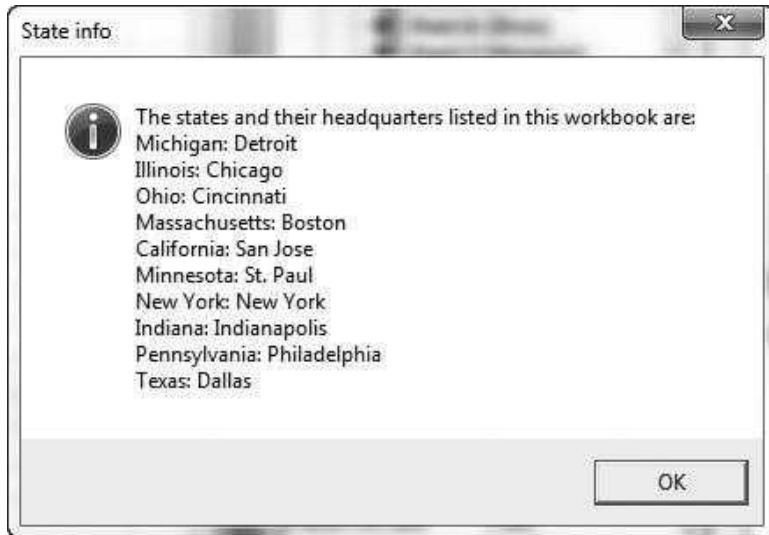 State info
The states and their headquarters listed in this workbook are:
Michigan: Detroit
Illinois: Chicago
Ohio: Cincinnati
Massachusetts: Boston
California: San Jose
Minnesota: St. Paul
New York: New York
Indiana: Indianapolis
Pennsylvania: Philadelphia
Texas: Dallas
OK